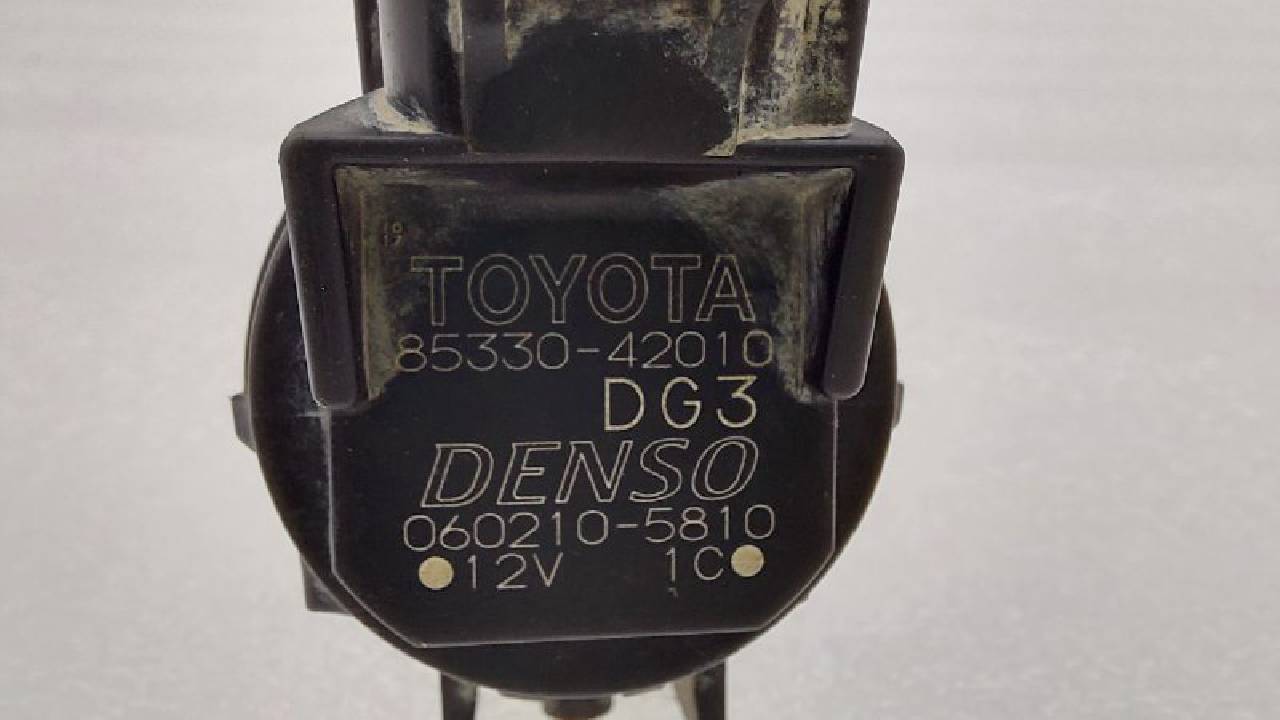 TOYOTA
85330-42010
DG3
DENSO
060210-5810
12V 1C